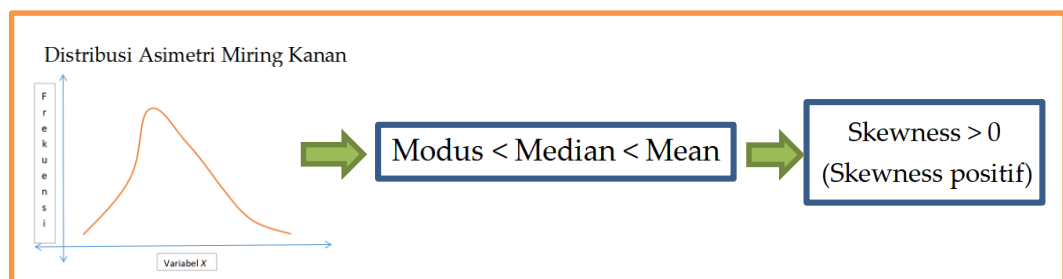 Distribusi Asimetri Miring Kanan
Frekuensi
Variabel X
Modus < Median < Mean
Skewness > 0
(Skewness positif)